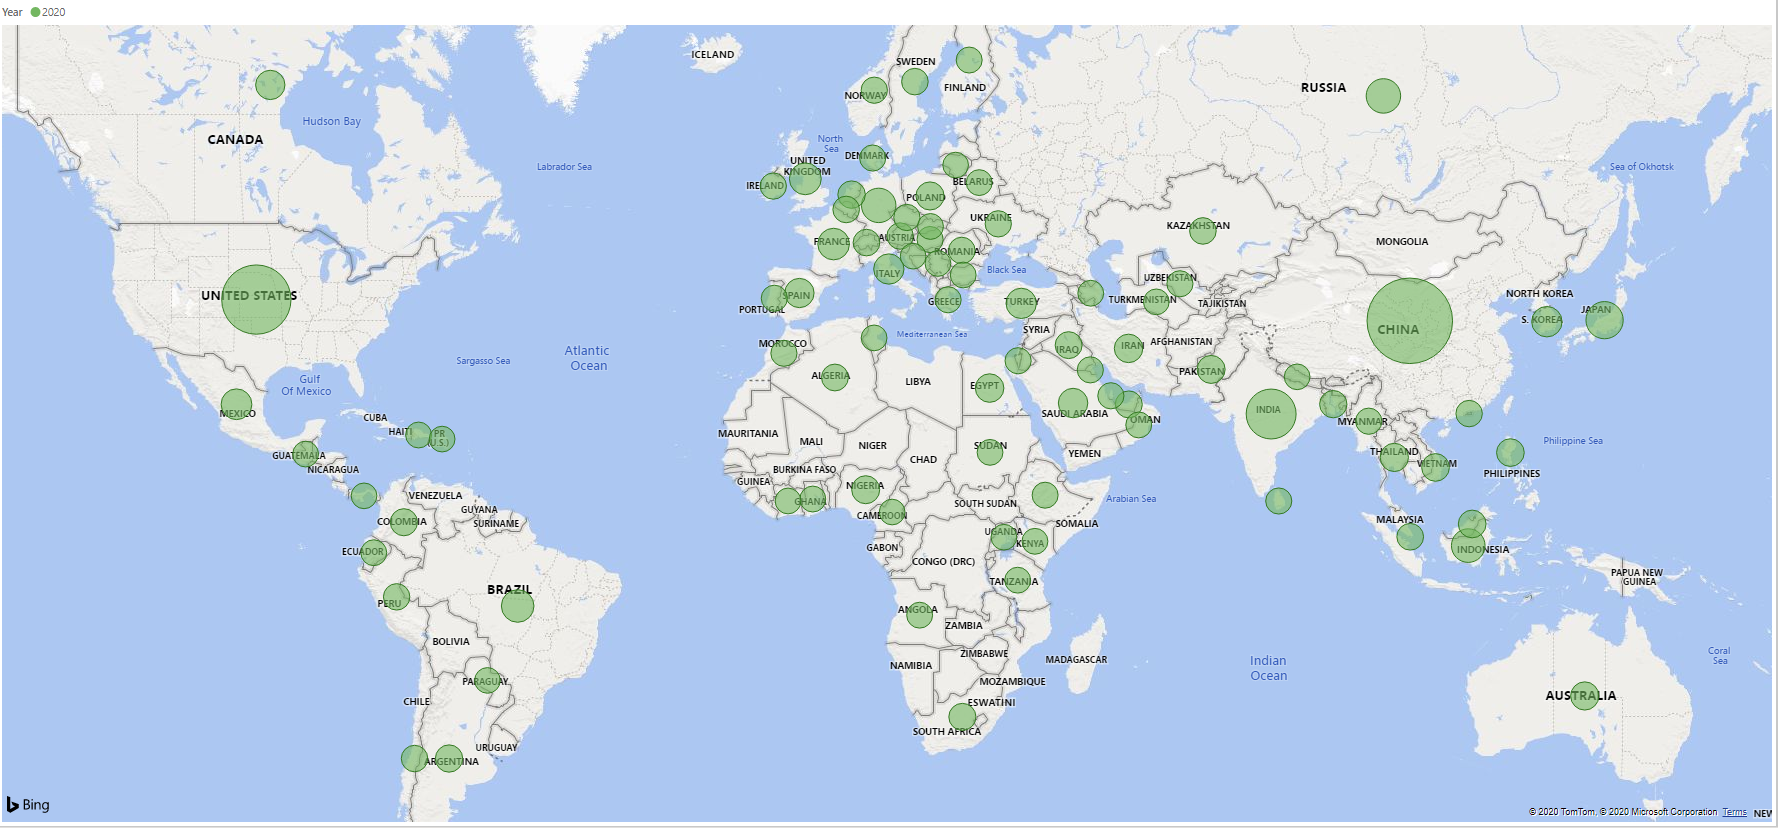 Year 2020
ICELAND
SWEDEN
FINLAND
NORWAY
RUSSIA
Hudson Bay
CANADA
North
Sea
DENMARK
UNITED
KINGDOM
Labrador Sea
Sea of Okhotsk
IRELAND
BELARUS
POLAND
UKRAINE
KAZAKHSTAN
FRANCE
AUSTRIA
ROMANIA
MONGOLIA
ITALY
Black Sea
UZBEKISTAN
UNITED STATES
SPAIN
PORTUGAL
GREECE
TURKEY
TURKMENISTAN
TAJIKISTAN
NORTH KOREA
S. KOREA
JAPAN
CHINA
Mediterranean Sea
SYRIA
MOROCCO
IRAQ
IRAN
AFGHANISTAN
Atlantic
Ocean
Sargasso Sea
PAKISTAN
ALGERIA
LIBYA
EGYPT
Gulf
Of Mexico
MEXICO
CUBA
SAUDI ARABIA
OMAN
INDIA
MYANMAR
HAITI
PR
(U.S.)
MAURITANIA
MALI
NIGER
SUDAN
YEMEN
Philippine Sea
GUATEMALA
NICARAGUA
CHAD
THAILAND
VIETNAM
PHILIPPINES
BURKINA FASO
GUINEA
NIGERIA
GHANA
VENEZUELA
GUYANA
SURINAME
COLOMBIA
SOUTH SUDAN
Arabian Sea
CAMEROON
SOMALIA
MALAYSIA
UGANDA
KENYA
GABON
CONGO (DRC)
ECUADOR
INDONESIA
PAPUA NEW
GUINEA
TANZANIA
BRAZIL
PERU
ANGOLA
ZAMBIA
BOLIVIA
ZIMBABWE
MADAGASCAR
NAMIBIA
Indian
Ocean
Coral
Sea
PARAGUAY
MOZAMBIQUE
CHILE
ESWATINI
AUSTRALIA
SOUTH AFRICA
URUGUAY
ARGENTINA
Bing
© 2020 TomTom, © 2020 Microsoft Corporation Terms
NEW